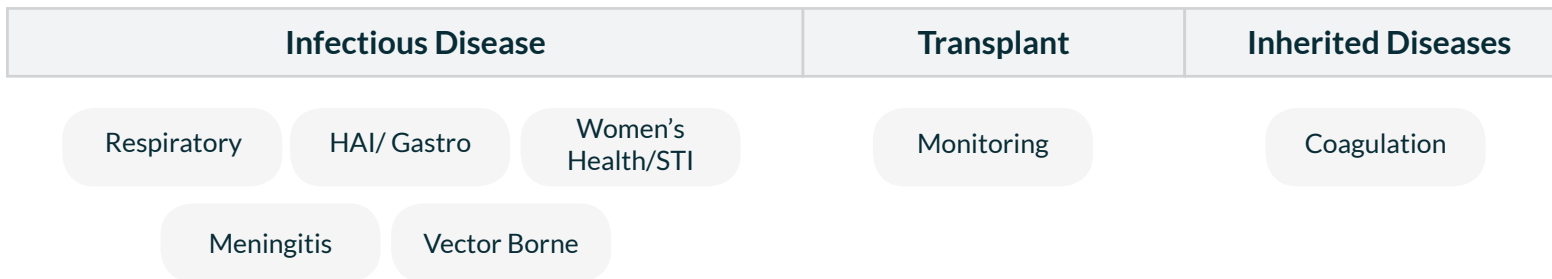 Infectious Disease
Transplant
Inherited Diseases
Respiratory
HAI/ Gastro
Women’s
Health/STI
Monitoring
Coagulation
Meningitis
Vector Borne